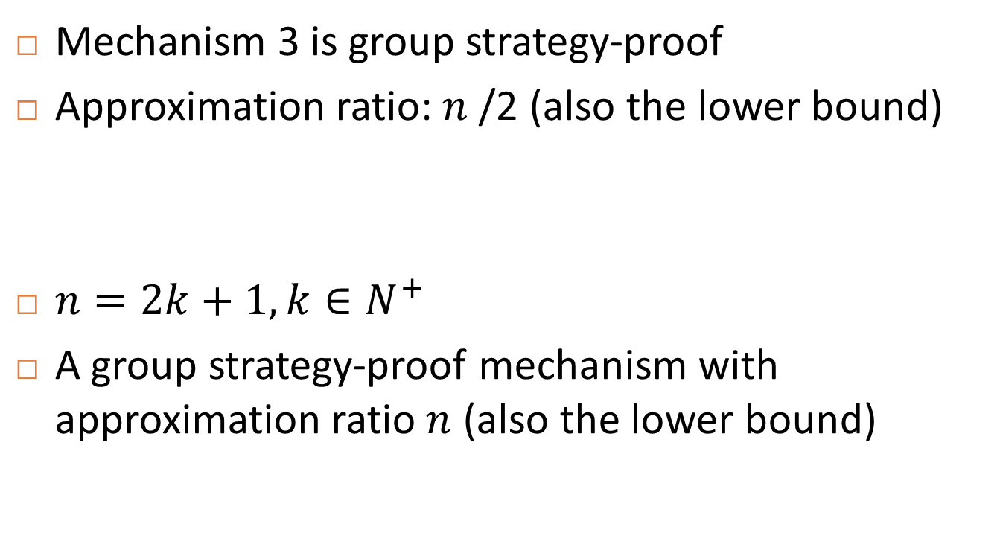 □ Mechanism 3 is group strategy-proof
□ Approximation ratio: n /2 (also the lower bound)
□ n = 2k + 1, k ∈ N⁺
□ A group strategy-proof mechanism with
approximation ratio n (also the lower bound)